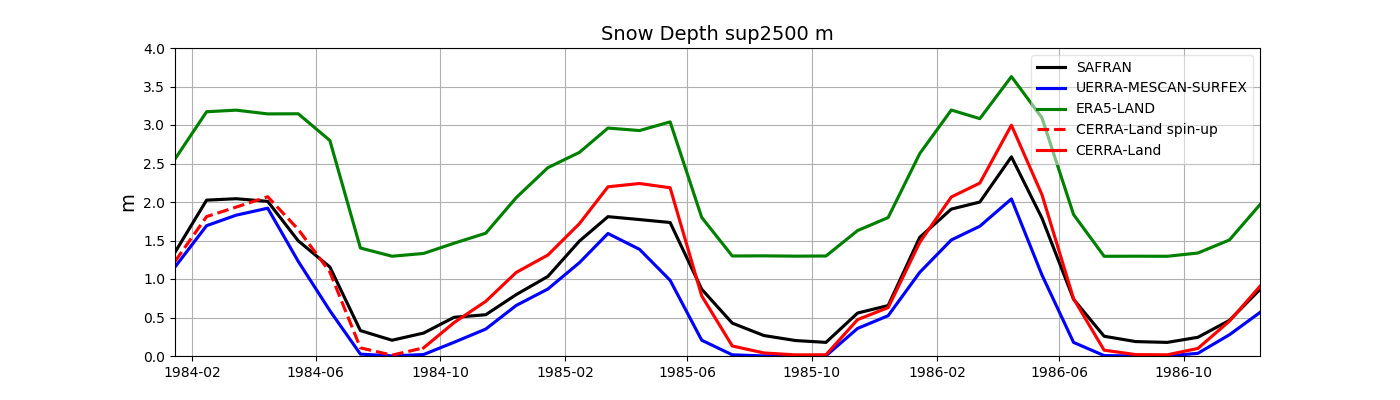 Snow Depth sup2500 m
4.0
3.5
3.0
2.5
2.0
1.5
1.0
0.5
0.0
m
SAFRAN
UERRA-MESCAN-SURFEX
ERA5-LAND
CERRA-Land spin-up
CERRA-Land
1984-02 1984-06 1984-10 1985-02 1985-06 1985-10 1986-02 1986-06 1986-10